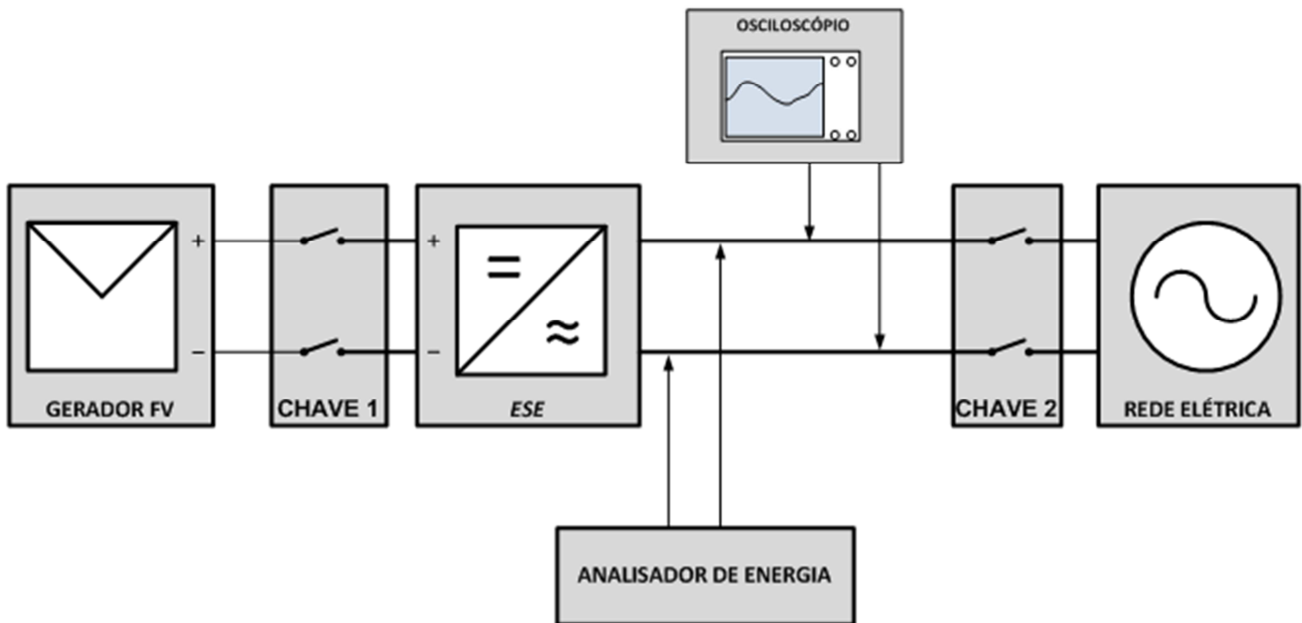 OSCILOSCÓPIO
+
−
GERADOR FV
CHAVE 1
+
−
ESE
CHAVE 2
REDE ELÉTRICA
ANALISADOR DE ENERGIA